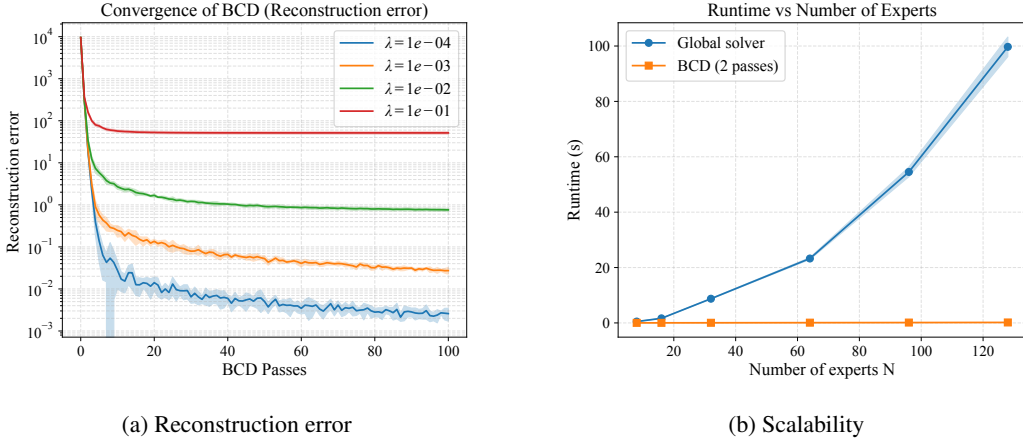 Convergence of BCD (Reconstruction error)
10^4
10^3
10^2
10^1
10^0
10^−1
10^−2
10^−3
Reconstruction error
λ=1e−04
λ=1e−03
λ=1e−02
λ=1e−01
0 20 40 60 80 100
BCD Passes
(a) Reconstruction error
Runtime vs Number of Experts
100
80
60
40
20
0
Runtime (s)
Global solver
BCD (2 passes)
20 40 60 80 100 120
Number of experts N
(b) Scalability